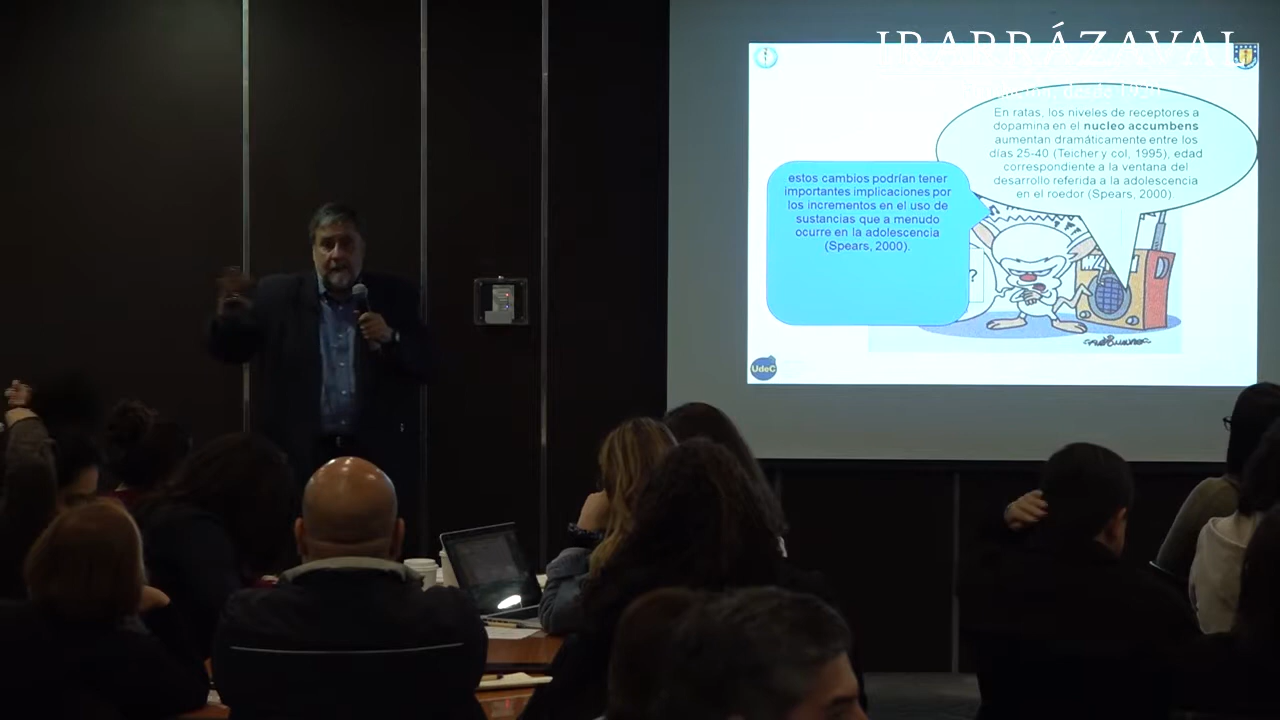 IRARRÁZAVAL
desde 19
En ratas, los niveles de receptores a
dopamina en el nucleo accumbens
aumentan dramáticamente entre los
días 25-40 (Teicher y col, 1995), edad
correspondiente a la ventana del
desarrollo referida a la adolescencia
en el roedor (Spears, 2000).
estos cambios podrían tener
importantes implicaciones por
los incrementos en el uso de
sustancias que a menudo
ocurre en la adolescencia
(Spears, 2000).
?
UdeC